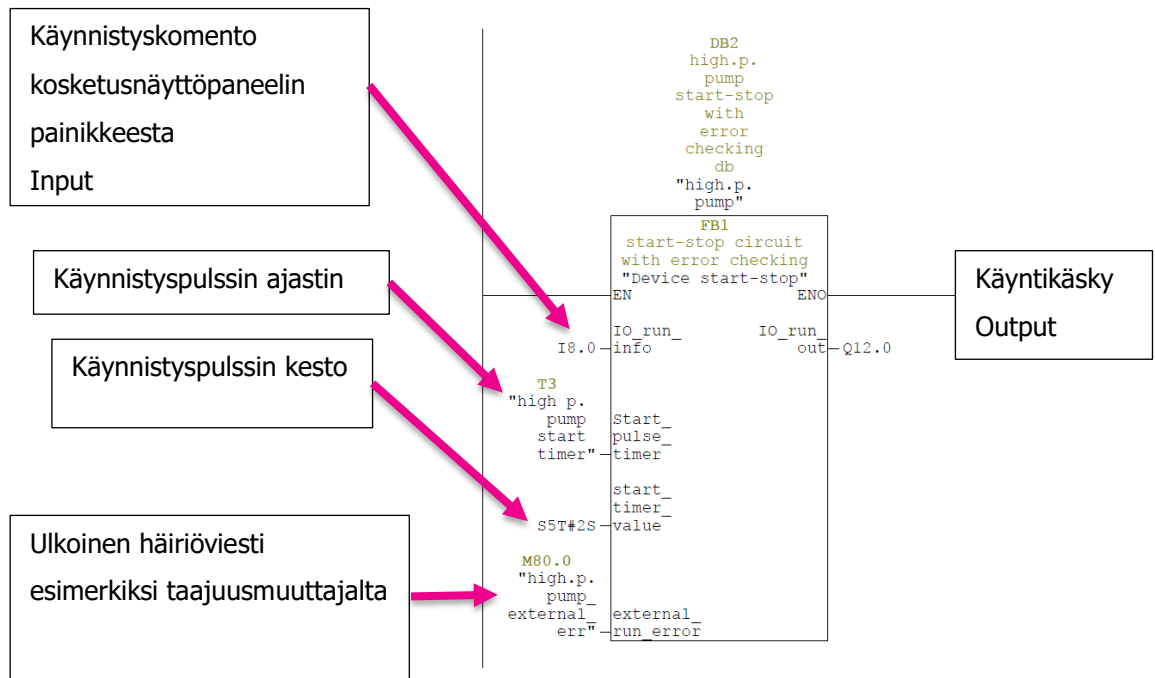 Käynnistyskomento
kosketusnäyttöpaneelin
painikkeesta
Input
Käynnistyspulssin ajastin
Käynnistyspulssin kesto
Ulkoinen häiriöviesti
esimerkiksi taajuusmuuttajalta
DB2
high.p.
pump
start-stop
with
error
checking
db
"high.p.
pump"
FB1
start-stop circuit
with error checking
"Device start-stop"
EN ENO
IO_run_ IO_run_
I8.0 info out Q12.0
T3
"high p.
pump Start_
start pulse_
timer" timer
start_
timer_
S5T#2S value
M80.0
"high.p.
pump_
external_ external_
err" run_error
Käyntikäsky
Output